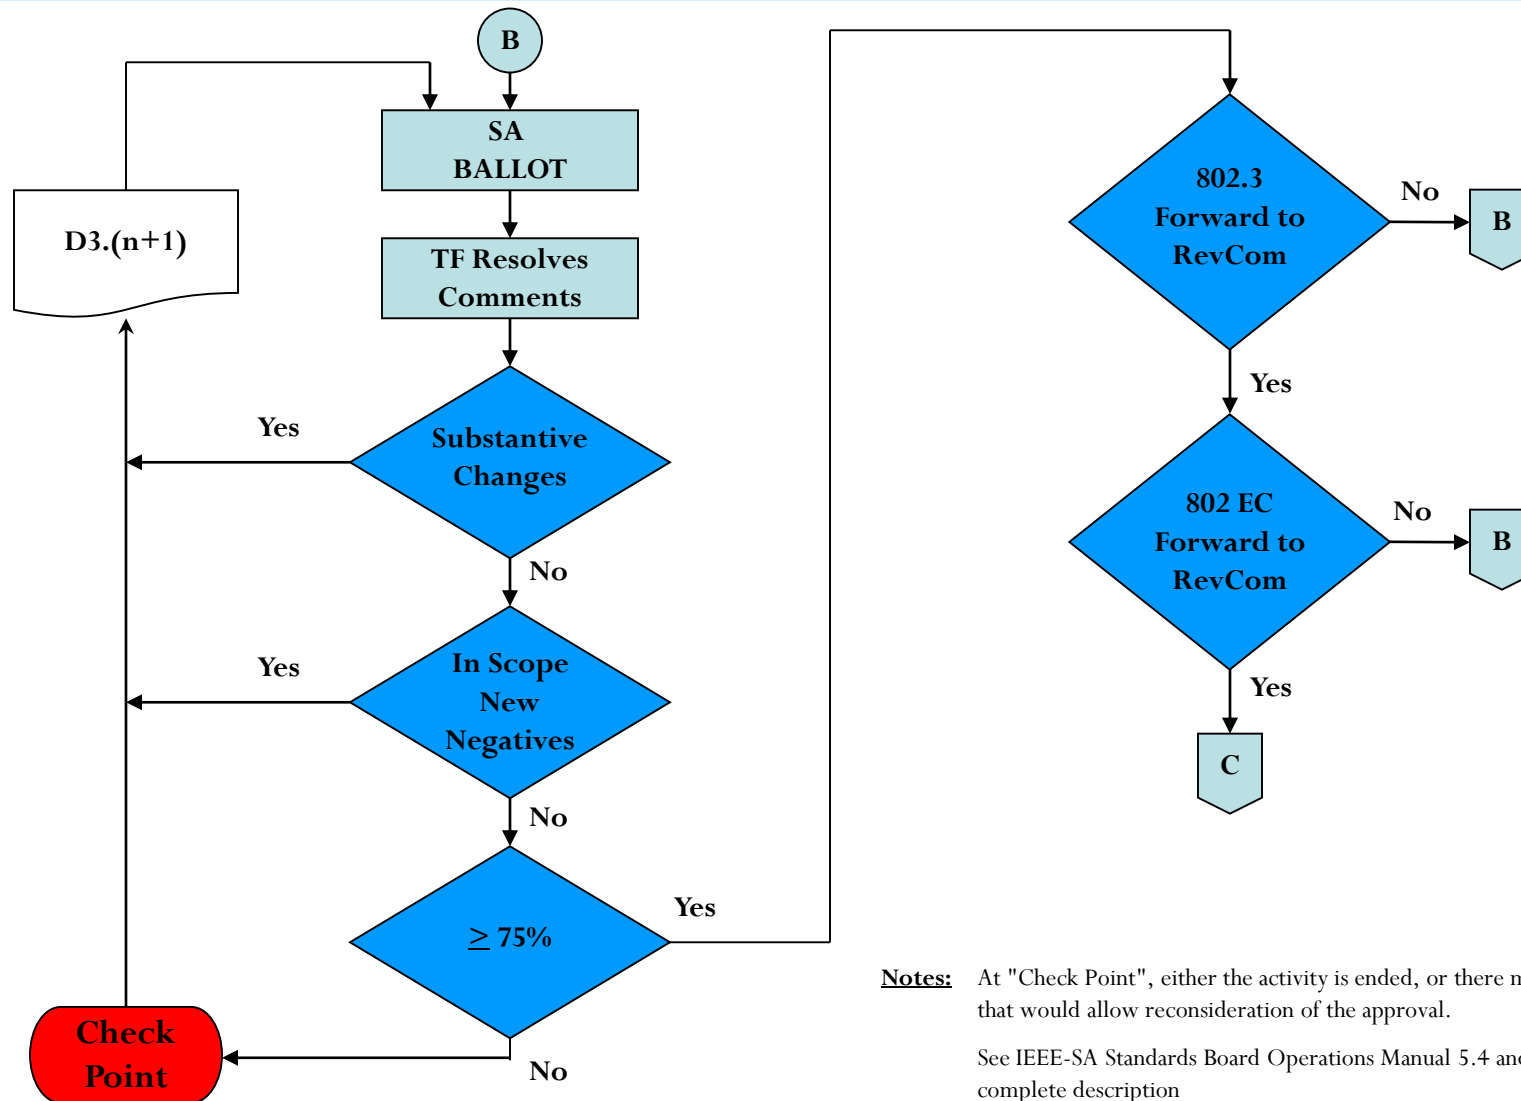 B
SA
BALLOT
D3.(n+1)
TF Resolves
Comments
Substantive
Changes
Yes
No
In Scope
New
Negatives
Yes
No
≥ 75%
Yes
No
Check
Point
802.3
Forward to
RevCom
No
B
Yes
802 EC
Forward to
RevCom
No
B
Yes
C
Notes: At "Check Point", either the activity is ended, or there
that would allow reconsideration of the approval.
See IEEE-SA Standards Board Operations Manual 5.4 and
complete description